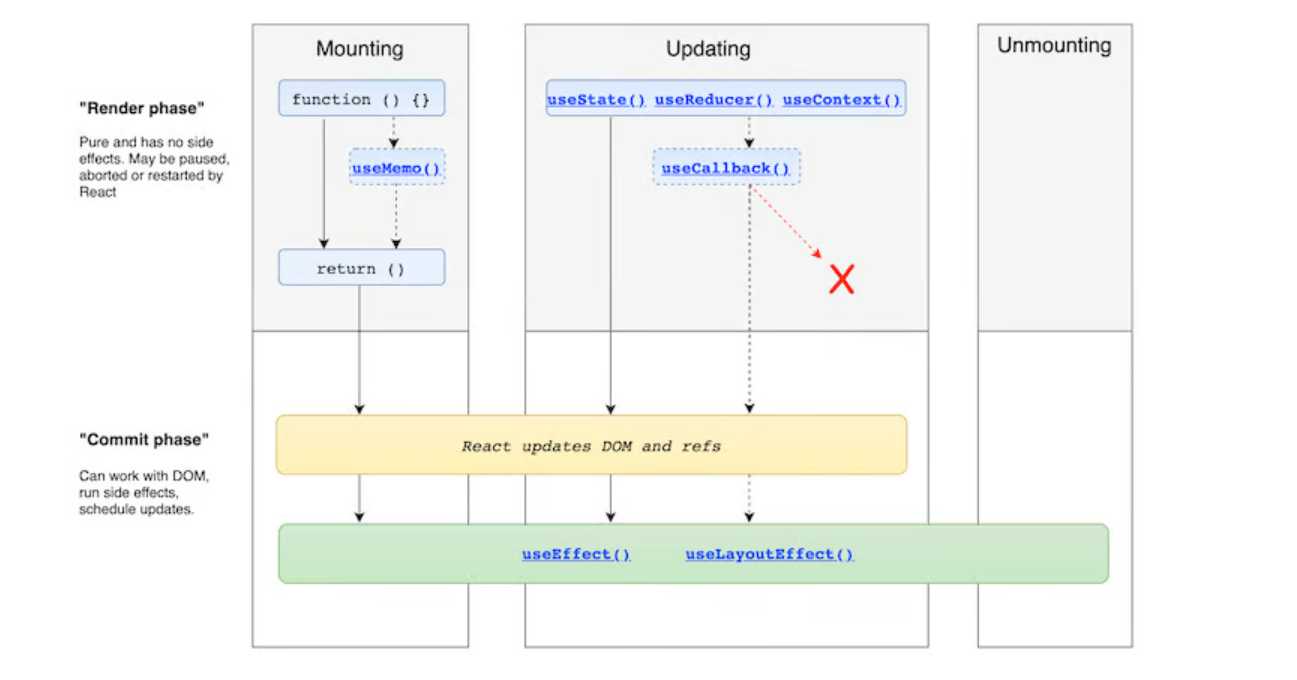 Mounting
Updating
Unmounting
"Render phase"
Pure and has no side
effects. May be paused,
aborted or restarted by
React
function () {}
useMemo()
return ()
useState() useReducer() useContext()
useCallback()
X
"Commit phase"
Can work with DOM,
run side effects,
schedule updates.
React updates DOM and refs
useEffect() useLayoutEffect()